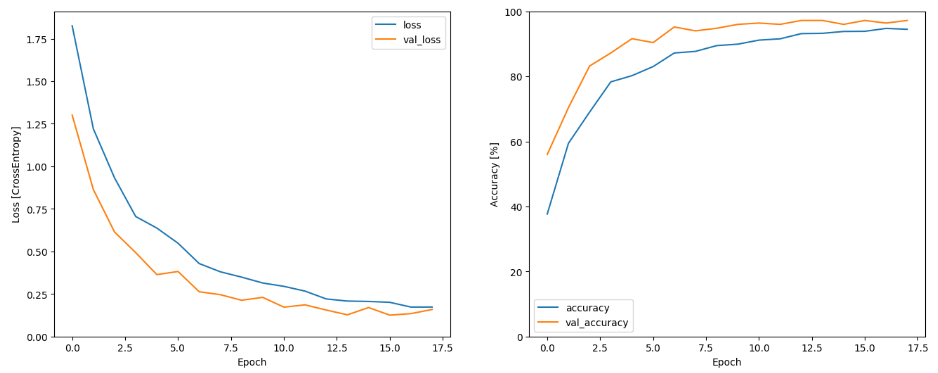 loss
val_loss
Loss [CrossEntropy]
1.75
1.50
1.25
1.00
0.75
0.50
0.25
0.00
0.0 2.5 5.0 7.5 10.0 12.5 15.0 17.5
Epoch
Accuracy [%]
100
80
60
40
20
0
accuracy
val_accuracy
0.0 2.5 5.0 7.5 10.0 12.5 15.0 17.5
Epoch